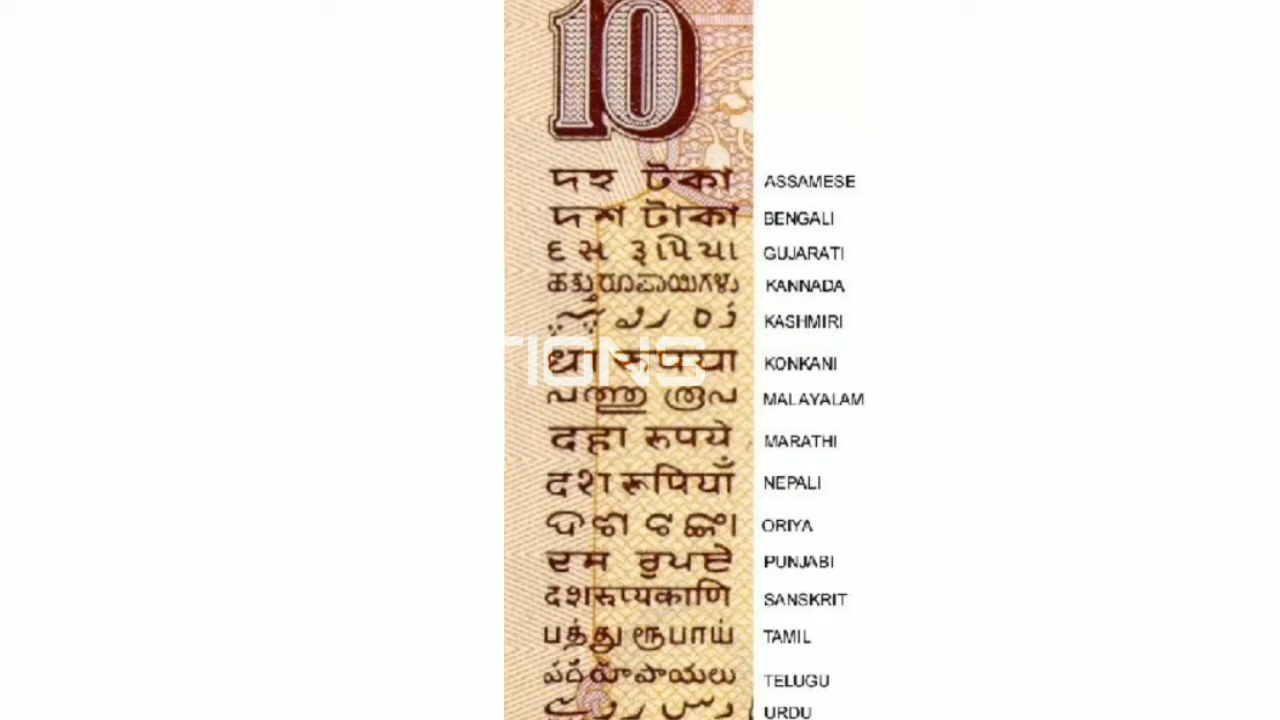 10
দহ টকা ASSAMESE
দশ টাকা BENGALI
દસ રૂપિયા GUJARATI
ಹತ್ತು ರೂಪಾಯಿಗಳು KANNADA
KASHMIRI
धा रुपया KONKANI
പത്തു രൂപ MALAYALAM
दहा रुपये MARATHI
दश रूपियाँ NEPALI
ଦଶ ଟଙ୍କା ORIYA
ਦਸ ਰੁਪਏ PUNJABI
दशरुप्यकाणि SANSKRIT
பத்து ரூபாய் TAMIL
పది రూపాయలు TELUGU
URDU
TIONS